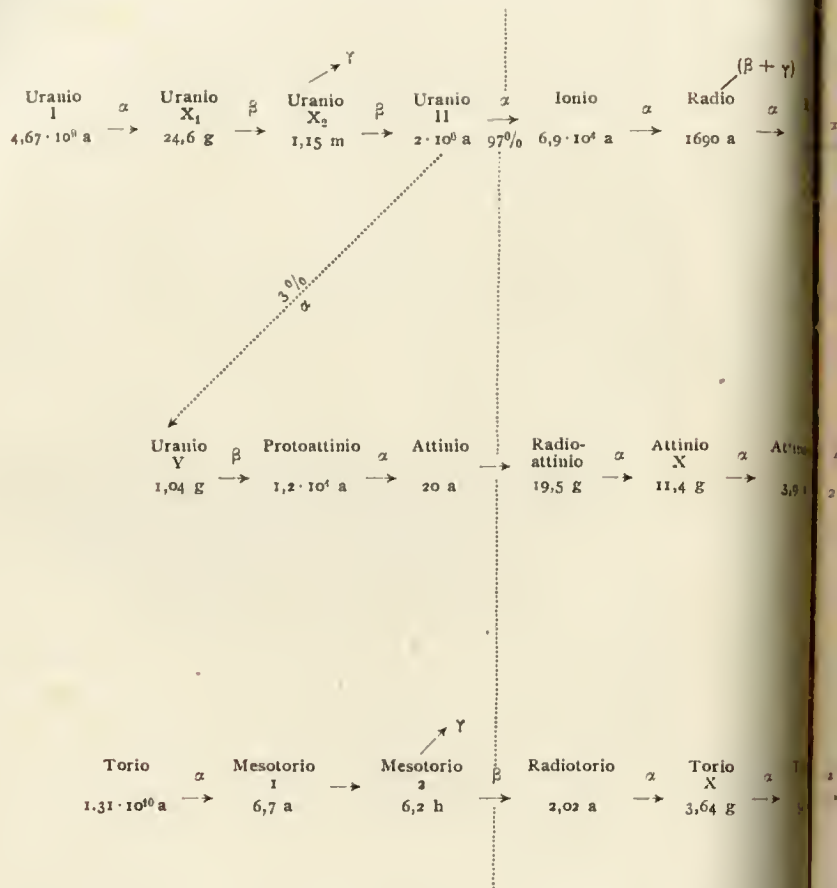 γ (β + γ)
Uranio α Uranio β Uranio β Uranio α Ionio α Radio α
I X₁ X₂ II
4,67 · 10⁹ a 24,6 g 1,15 m 2 · 10⁶ a 97% 6,9 · 10⁴ a 1690 a
3% α
Uranio β Protoattinio α Attinio Radio- α Attinio α
Y attinio X
1,04 g 1,2 · 10⁴ a 20 a 19,5 g 11,4 g 3,9
γ
Torio α Mesotorio Mesotorio β Radiotorio α Torio α
1 2 X
1.31 · 10¹⁰ a 6,7 a 6,2 h 2,02 a 3,64 g